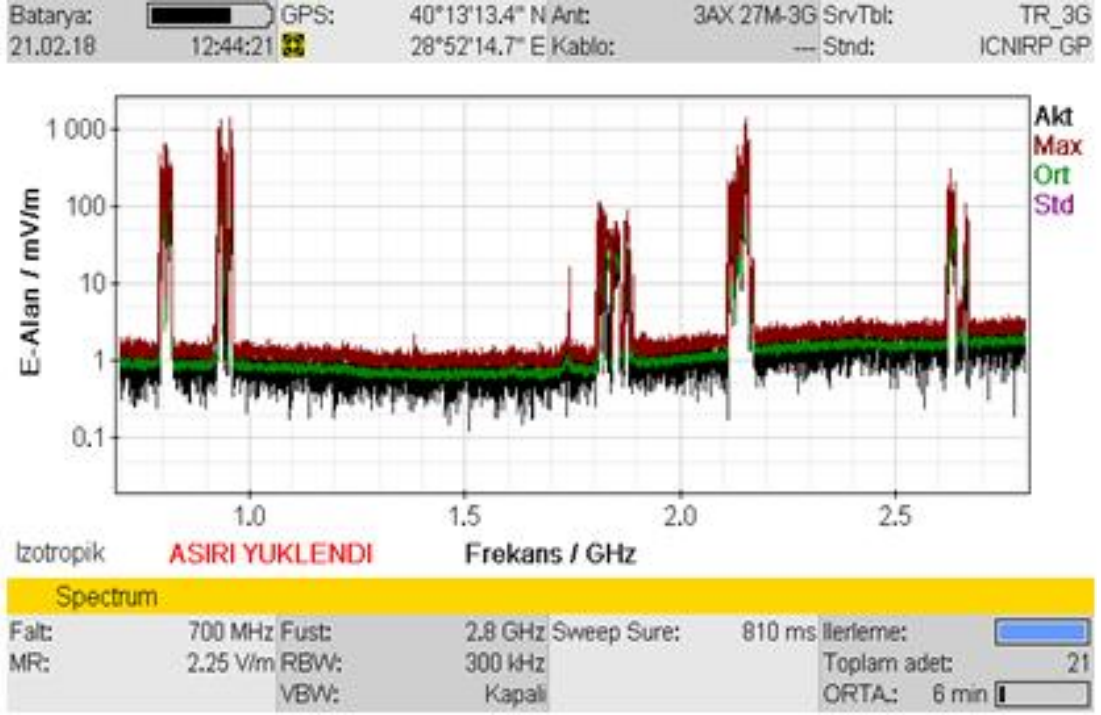 Batarya: GPS: 40°13'13.4" N Ant: 3AX 27M-3G SrvTbl: TR_3G
21.02.18 12:44:21 28°52'14.7" E Kablo: --- Stnd: ICNIRP GP
Akt
Max
Ort
Std
E-Alan / mV/m
1 000
100
10
1
0.1
1.0 1.5 2.0 2.5
Izotropik ASIRI YUKLENDI Frekans / GHz
Spectrum
Falt: 700 MHz Fust: 2.8 GHz Sweep Sure: 810 ms Ilerleme:
MR: 2.25 V/m RBW: 300 kHz Toplam adet: 21
VBW: Kapali ORTA.: 6 min